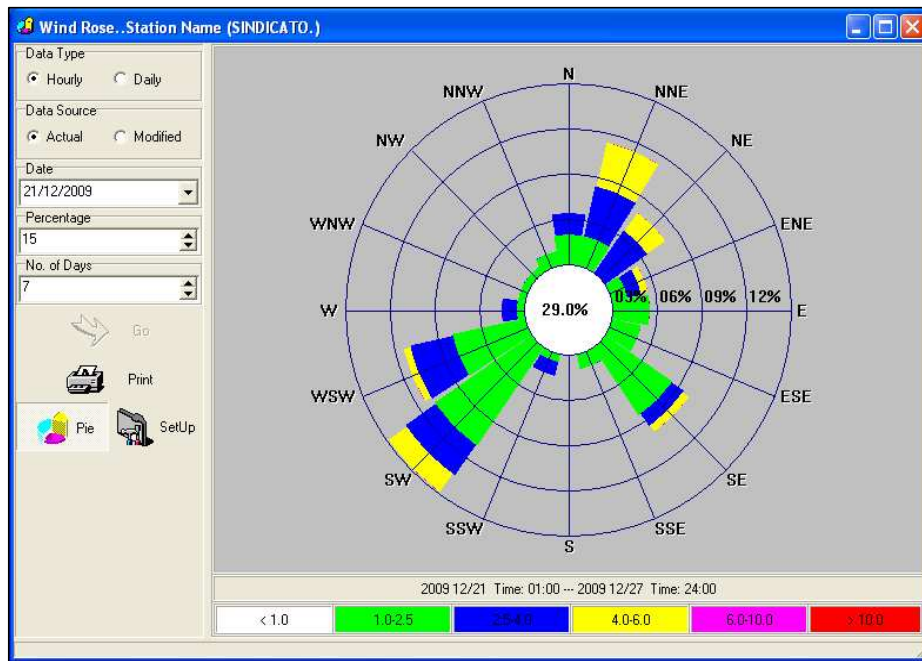 Wind Rose..Station Name (SINDICATO.)
Data Type
Hourly Daily
Data Source
Actual Modified
Date
21/12/2009
Percentage
15
No. of Days
7
Go
Print
Pie SetUp
N
NNW NNE
NW NE
WNW ENE
W 29.0% 03% 06% 09% 12% E
WSW ESE
SW SE
SSW SSE
S
2009 12/21 Time: 01:00 --- 2009 12/27 Time: 24:00
< 1.0 1.0-2.5 2.5-4.0 4.0-6.0 6.0-10.0 > 10.0